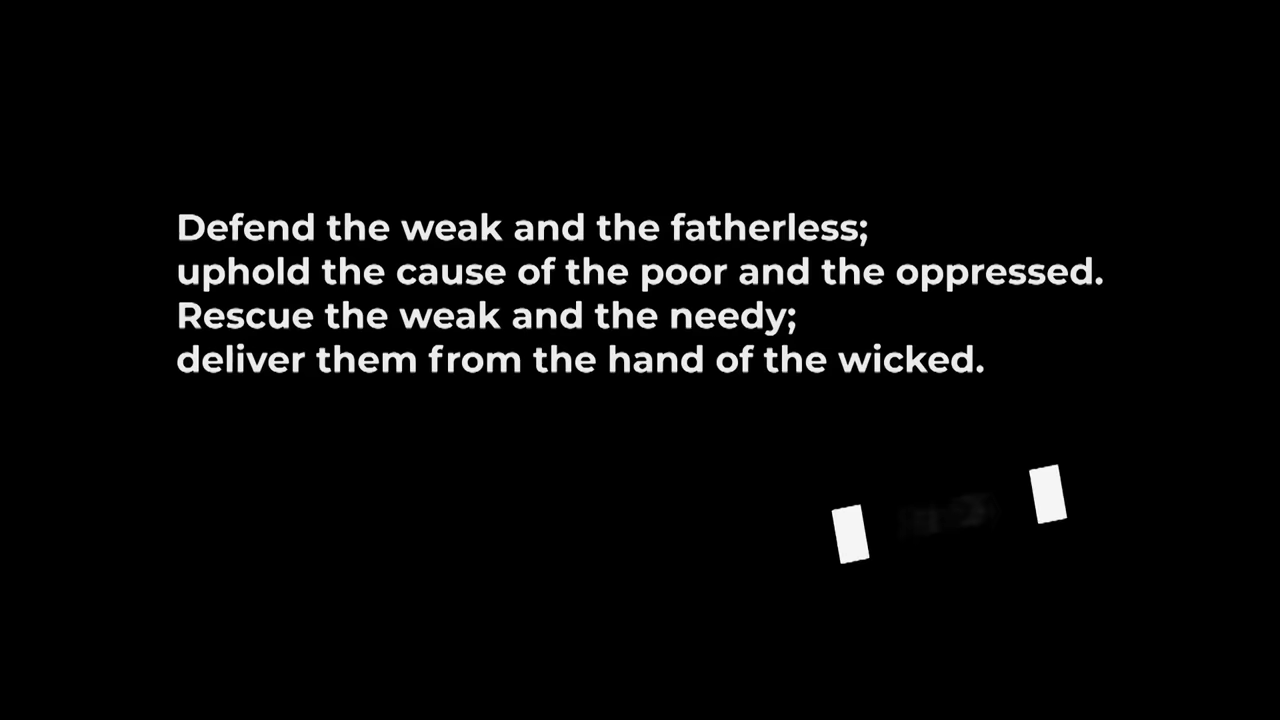 Defend the weak and the fatherless;
uphold the cause of the poor and the oppressed.
Rescue the weak and the needy;
deliver them from the hand of the wicked.